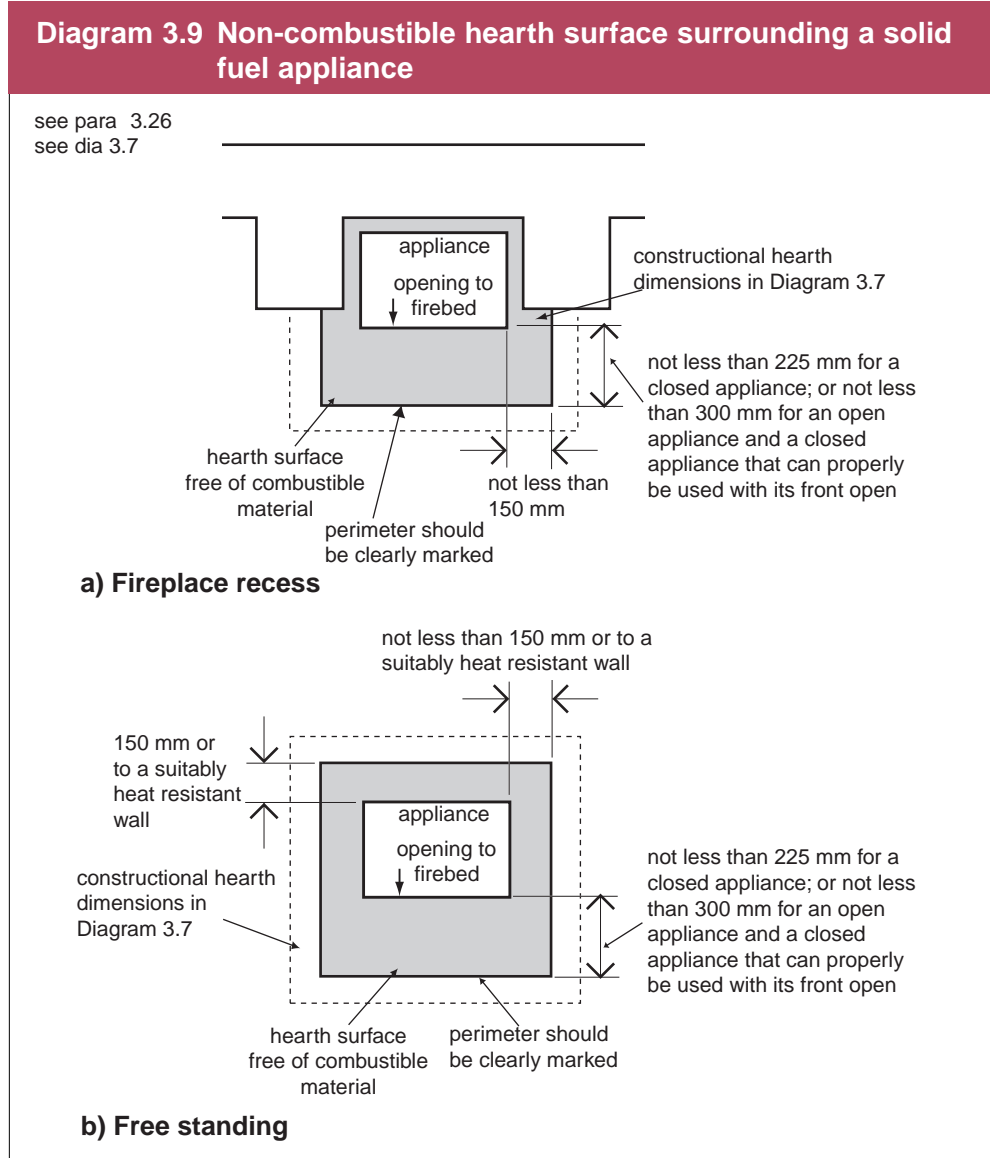 Diagram 3.9 Non-combustible hearth surface surrounding a solid
fuel appliance
see para 3.26
see dia 3.7
appliance
opening to
firebed
constructional hearth
dimensions in Diagram 3.7
not less than 225 mm for a
closed appliance; or not less
than 300 mm for an open
appliance and a closed
appliance that can properly
be used with its front open
hearth surface
free of combustible
material
not less than
150 mm
perimeter should
be clearly marked
a) Fireplace recess
not less than 150 mm or to a
suitably heat resistant wall
150 mm or
to a suitably
heat resistant
wall
appliance
opening to
firebed
constructional hearth
dimensions in
Diagram 3.7
not less than 225 mm for a
closed appliance; or not less
than 300 mm for an open
appliance and a closed
appliance that can properly
be used with its front open
hearth surface
free of combustible
material
perimeter should
be clearly marked
b) Free standing